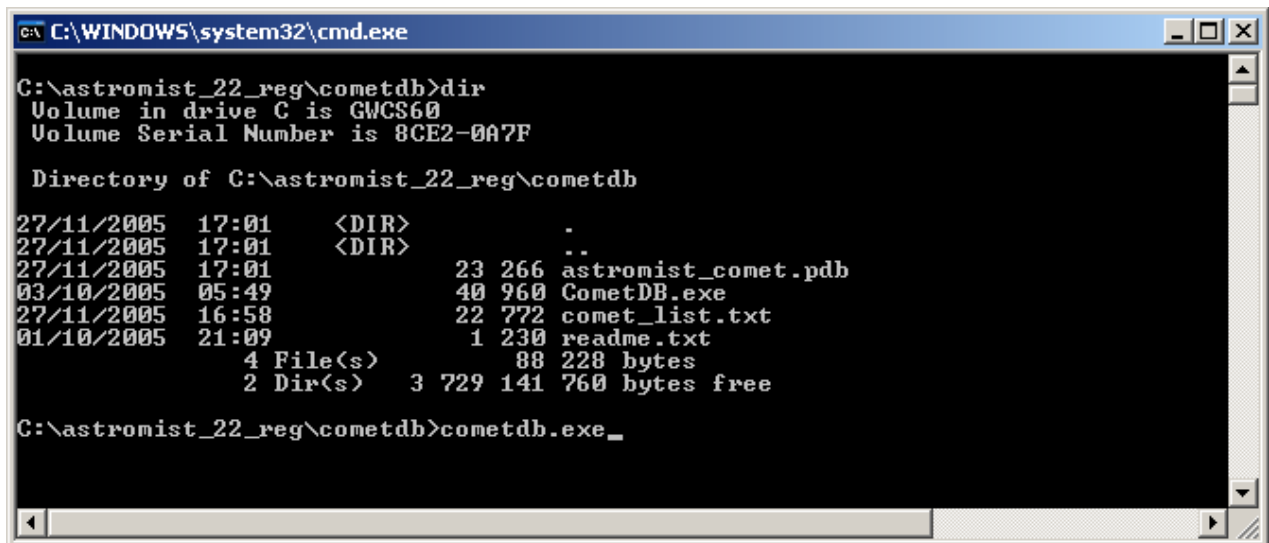 C:\WINDOWS\system32\cmd.exe
C:\astromist_22_reg\cometdb>dir
Volume in drive C is GWCS60
Volume Serial Number is 8CE2-0A7F
Directory of C:\astromist_22_reg\cometdb
27/11/2005 17:01 <DIR> .
27/11/2005 17:01 <DIR> ..
27/11/2005 17:01 23 266 astromist_comet.pdb
03/10/2005 05:49 40 960 CometDB.exe
27/11/2005 16:58 22 772 comet_list.txt
01/10/2005 21:09 1 230 readme.txt
4 File(s) 88 228 bytes
2 Dir(s) 3 729 141 760 bytes free
C:\astromist_22_reg\cometdb>cometdb.exe_